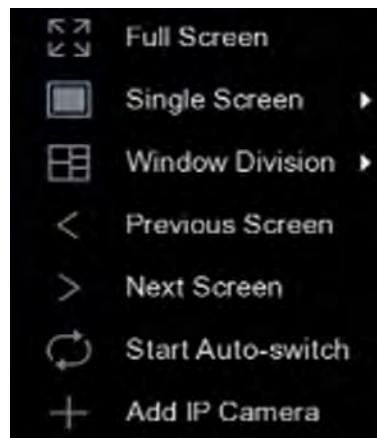 Full Screen
Single Screen
Window Division
Previous Screen
Next Screen
Start Auto-switch
Add IP Camera